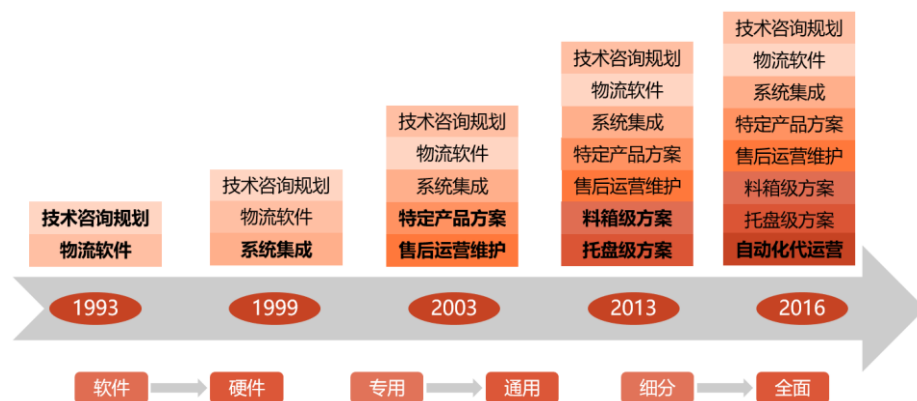 技术咨询规划
物流软件
1993
技术咨询规划
物流软件
系统集成
1999
技术咨询规划
物流软件
系统集成
特定产品方案
售后运营维护
2003
技术咨询规划
物流软件
系统集成
特定产品方案
售后运营维护
料箱级方案
托盘级方案
2013
技术咨询规划
物流软件
系统集成
特定产品方案
售后运营维护
料箱级方案
托盘级方案
自动化代运营
2016
软件
硬件
专用
通用
细分
全面